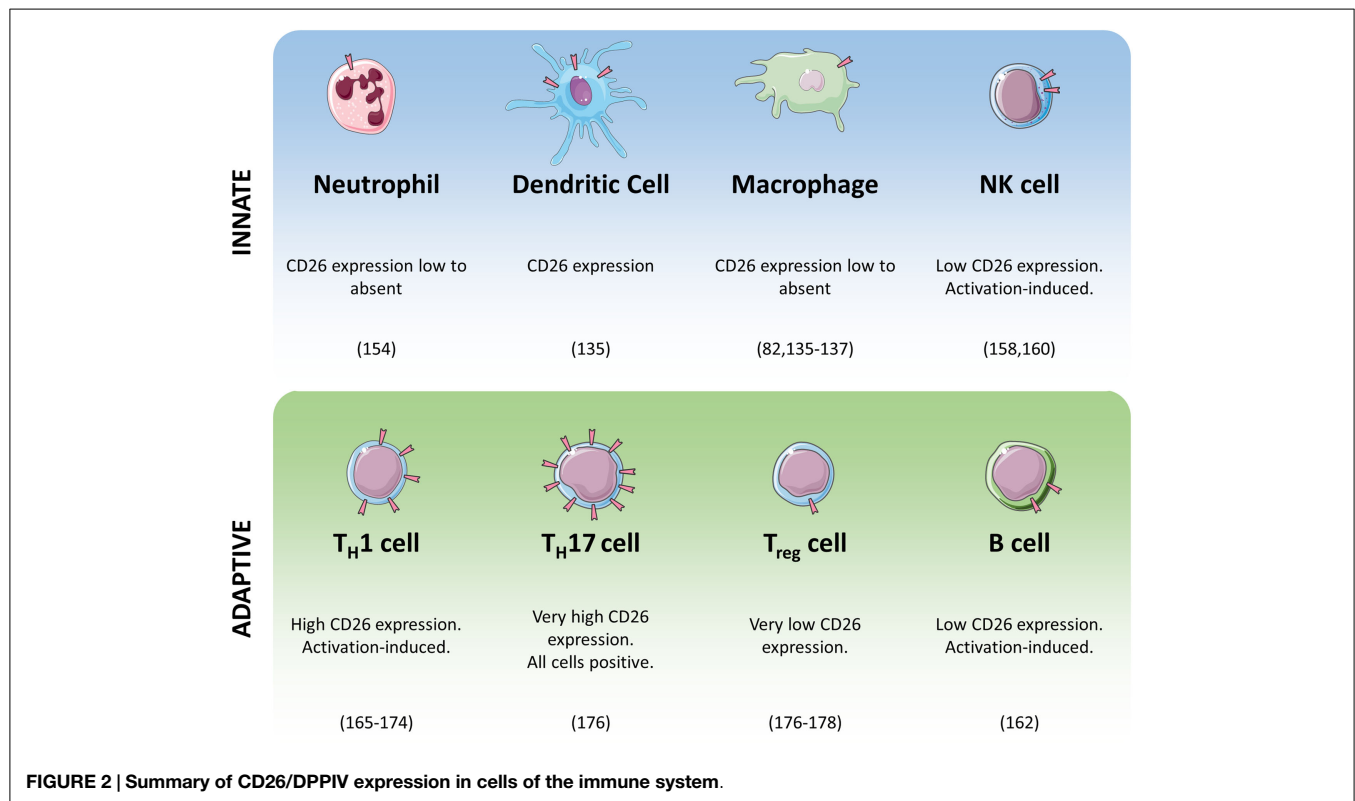 INNATE
Neutrophil
Dendritic Cell
Macrophage
NK cell
CD26 expression low to
absent
CD26 expression
CD26 expression low to
absent
Low CD26 expression.
Activation-induced.
(154)
(135)
(82,135-137)
(158,160)
ADAPTIVE
TH1 cell
TH17 cell
Treg cell
B cell
High CD26 expression.
Activation-induced.
Very high CD26
expression.
All cells positive.
Very low CD26
expression.
Low CD26 expression.
Activation-induced.
(165-174)
(176)
(176-178)
(162)
FIGURE 2 | Summary of CD26/DPPIV expression in cells of the immune system.